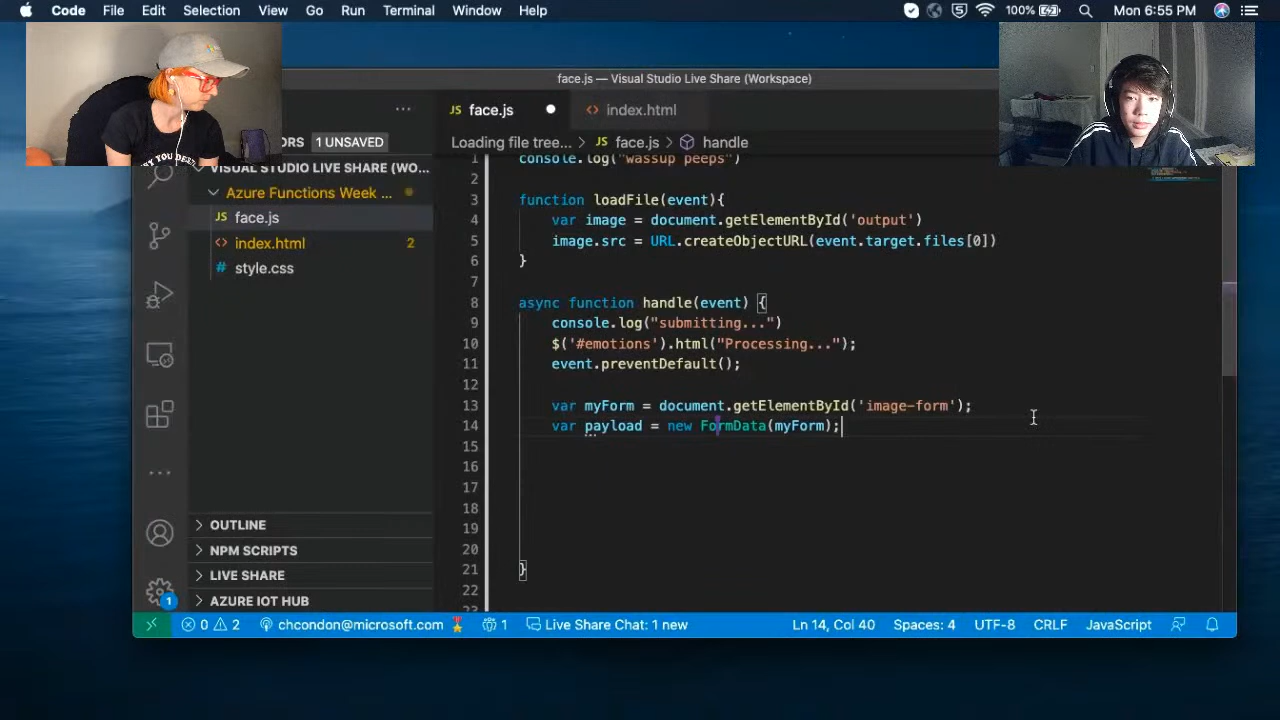 Code File Edit Selection View Go Run Terminal Window Help 100% Mon 6:55 PM
face.js — Visual Studio Live Share (Workspace)
JS face.js index.html
ORS 1 UNSAVED
Loading file tree... JS face.js handle
VISUAL STUDIO LIVE SHARE (WO...
Azure Functions Week ...
JS face.js
index.html 2
# style.css
OUTLINE
NPM SCRIPTS
LIVE SHARE
AZURE IOT HUB
1
1 console.log("wassup peeps")
2
3 function loadFile(event){
4 var image = document.getElementById('output')
5 image.src = URL.createObjectURL(event.target.files[0])
6 }
7
8 async function handle(event) {
9 console.log("submitting...")
10 $('#emotions').html("Processing...");
11 event.preventDefault();
12
13 var myForm = document.getElementById('image-form');
14 var payload = new FormData(myForm);
15
16
17
18
19
20
21 }
22
23
0 2 chcondon@microsoft.com 1 Live Share Chat: 1 new Ln 14, Col 40 Spaces: 4 UTF-8 CRLF JavaScript